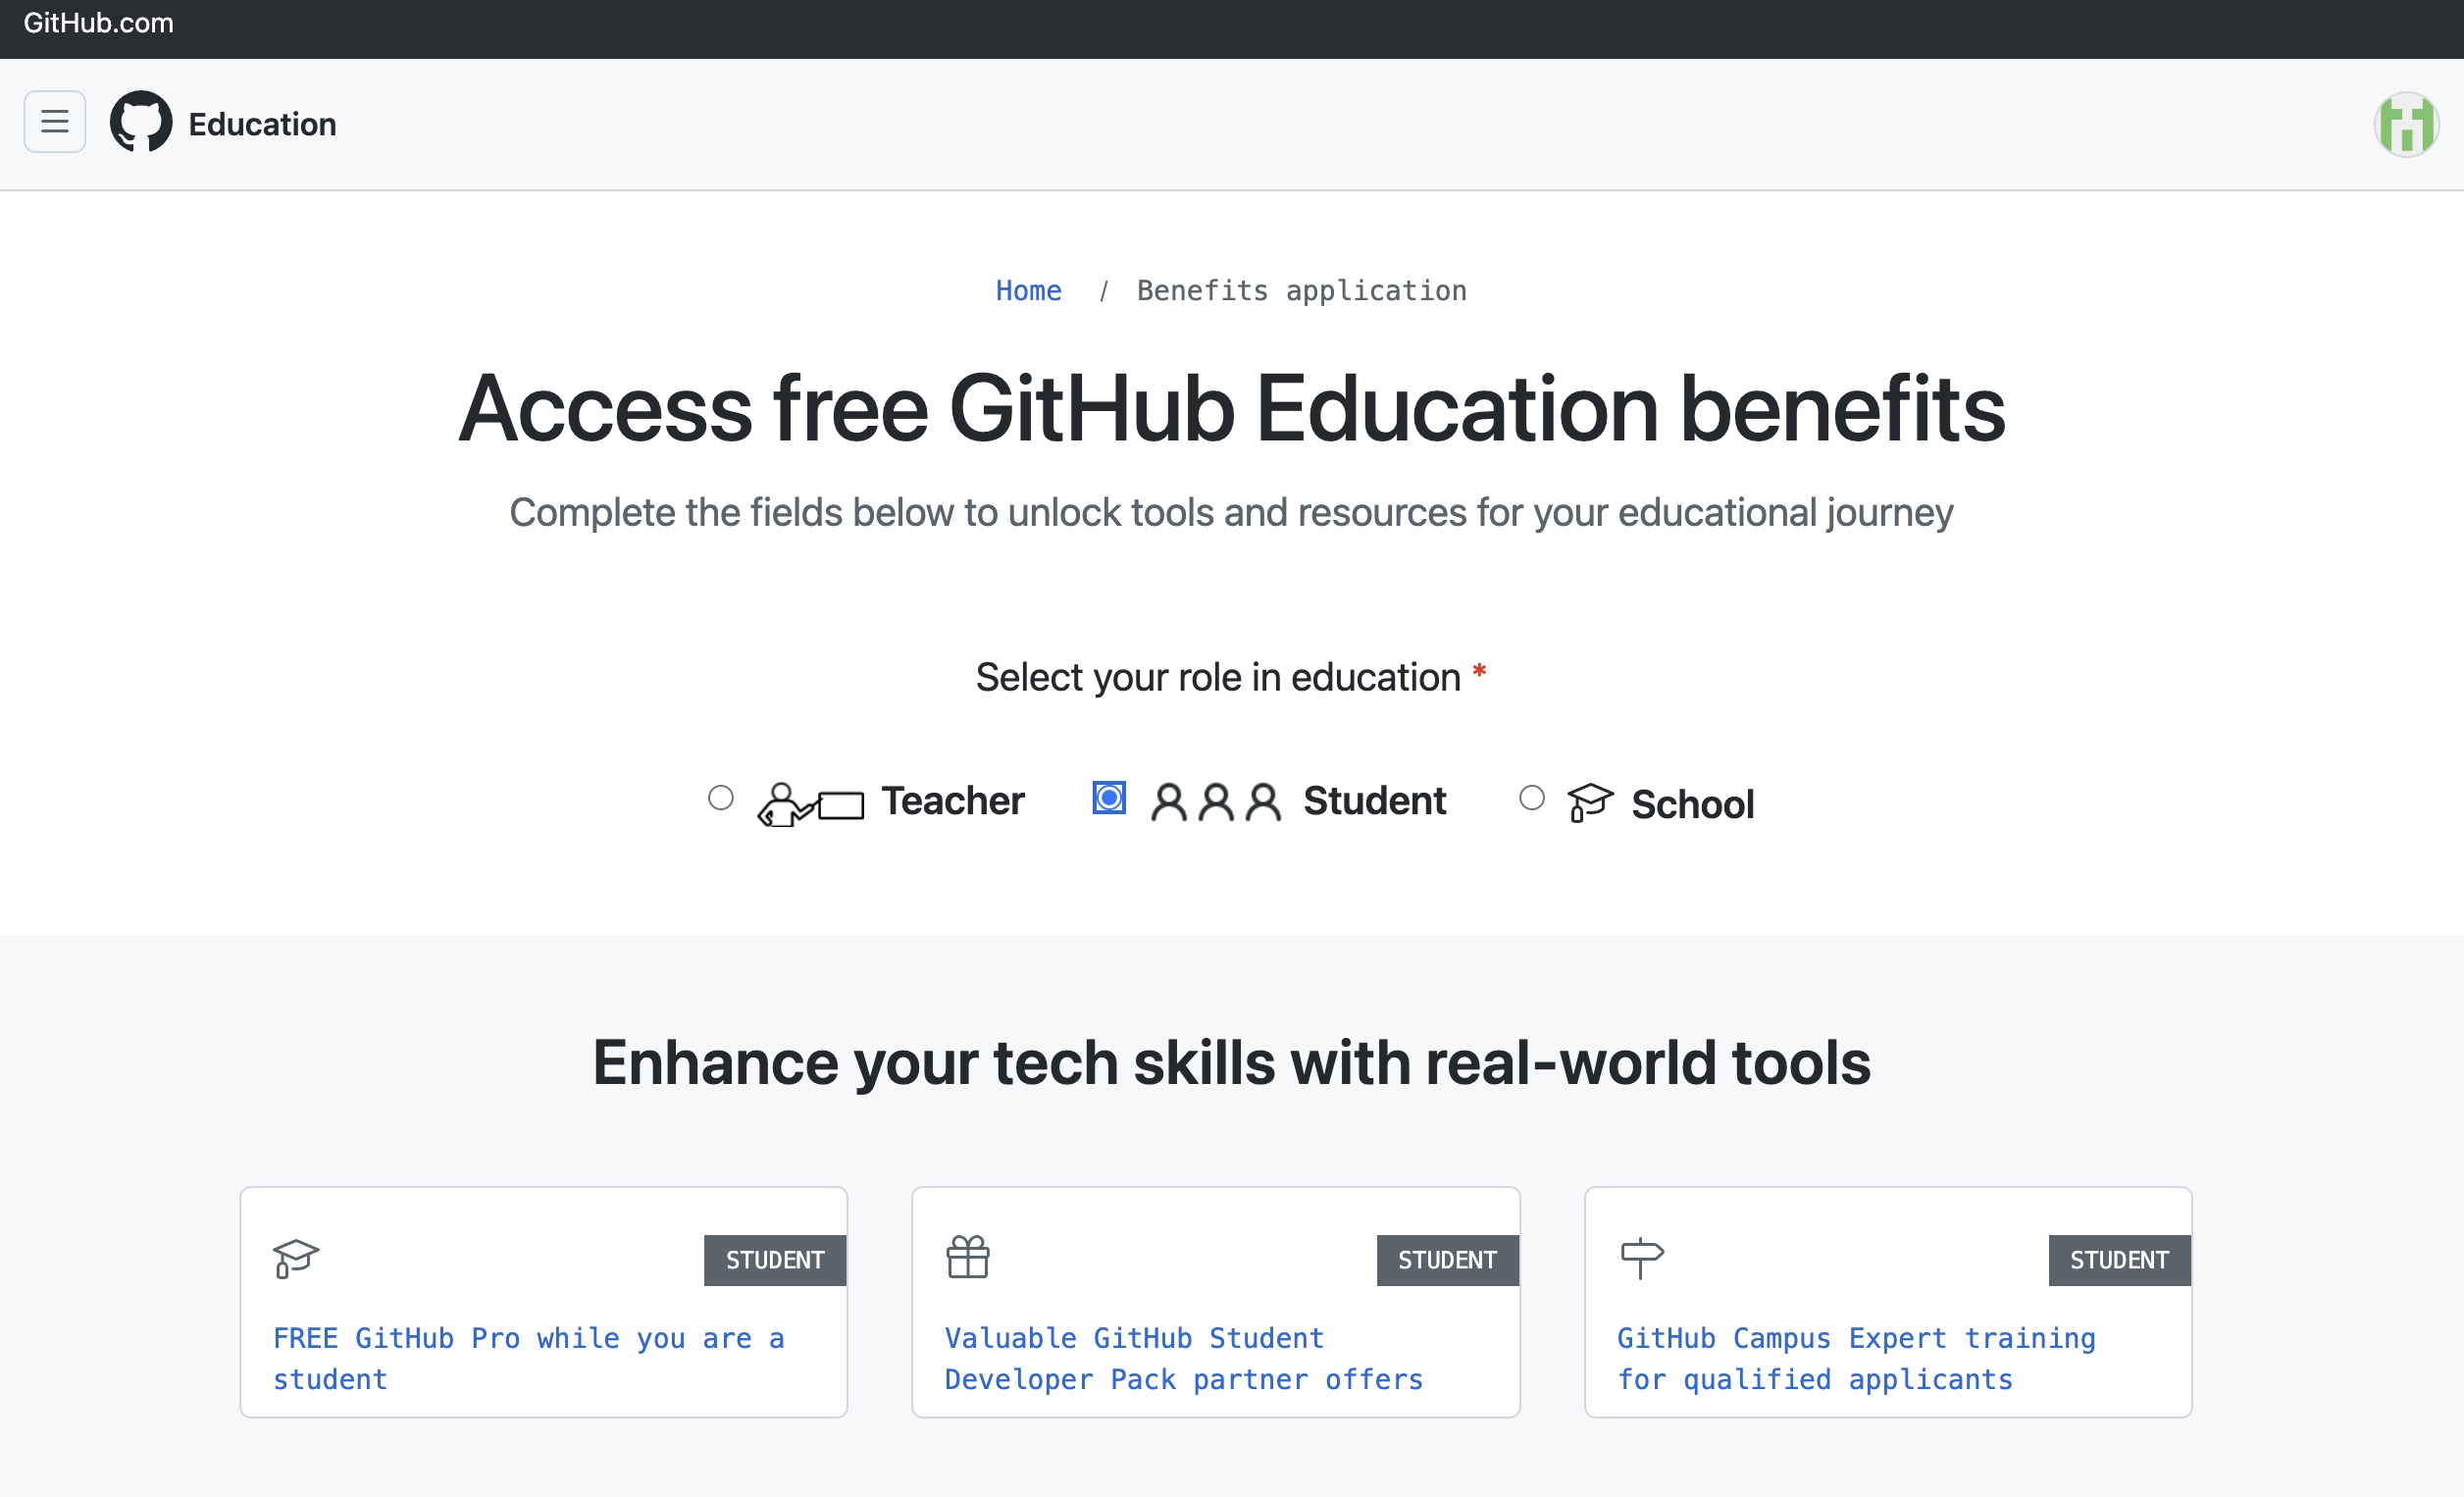 GitHub.com
Education
Home / Benefits application
Access free GitHub Education benefits
Complete the fields below to unlock tools and resources for your educational journey
Select your role in education *
Teacher Student School
Enhance your tech skills with real-world tools
STUDENT
FREE GitHub Pro while you are a
student
STUDENT
Valuable GitHub Student
Developer Pack partner offers
STUDENT
GitHub Campus Expert training
for qualified applicants